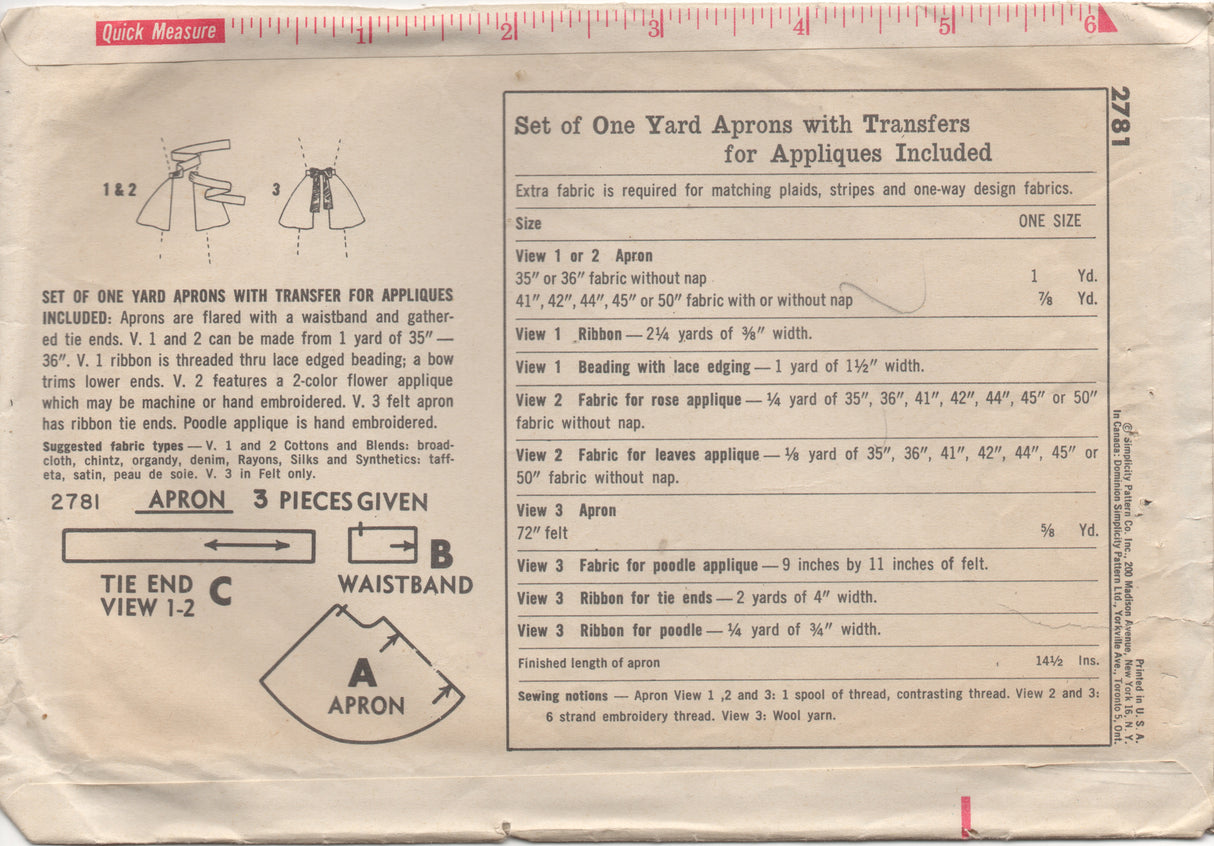 Quick Measure
1 2 3 4 5 6
1 & 2
3
SET OF ONE YARD APRONS WITH TRANSFER FOR APPLIQUES
INCLUDED: Aprons are flared with a waistband and gather-
ed tie ends. V. 1 and 2 can be made from 1 yard of 35″ —
36″. V. 1 ribbon is threaded thru lace edged beading; a bow
trims lower ends. V. 2 features a 2-color flower applique
which may be machine or hand embroidered. V. 3 felt apron
has ribbon tie ends. Poodle applique is hand embroidered.
Suggested fabric types — V. 1 and 2 Cottons and Blends: broad-
cloth, chintz, organdy, denim, Rayons, Silks and Synthetics: taff-
eta, satin, peau de soie. V. 3 in Felt only.
2781 APRON 3 PIECES GIVEN
TIE END C
VIEW 1-2
B
WAISTBAND
A
APRON
Set of One Yard Aprons with Transfers
for Appliques Included
Extra fabric is required for matching plaids, stripes and one-way design fabrics.
Size ONE SIZE
View 1 or 2 Apron
35″ or 36″ fabric without nap 1 Yd.
41″, 42″, 44″, 45″ or 50″ fabric with or without nap ⅞ Yd.
View 1 Ribbon — 2¼ yards of ⅜″ width.
View 1 Beading with lace edging — 1 yard of 1½″ width.
View 2 Fabric for rose applique — ¼ yard of 35″, 36″, 41″, 42″, 44″, 45″ or 50″
fabric without nap.
View 2 Fabric for leaves applique — ⅛ yard of 35″, 36″, 41″, 42″, 44″, 45″ or
50″ fabric without nap.
View 3 Apron
72″ felt ⅝ Yd.
View 3 Fabric for poodle applique — 9 inches by 11 inches of felt.
View 3 Ribbon for tie ends — 2 yards of 4″ width.
View 3 Ribbon for poodle — ¼ yard of ¾″ width.
Finished length of apron 14½ Ins.
Sewing notions — Apron View 1 ,2 and 3: 1 spool of thread, contrasting thread. View 2 and 3:
6 strand embroidery thread. View 3: Wool yarn.
2781
Printed in U. S. A.
© Simplicity Pattern Co. Inc., 200 Madison Avenue, New York 16, N. Y.
In Canada: Dominion Simplicity Pattern Ltd., Yorkville Ave., Toronto 5, Ont.